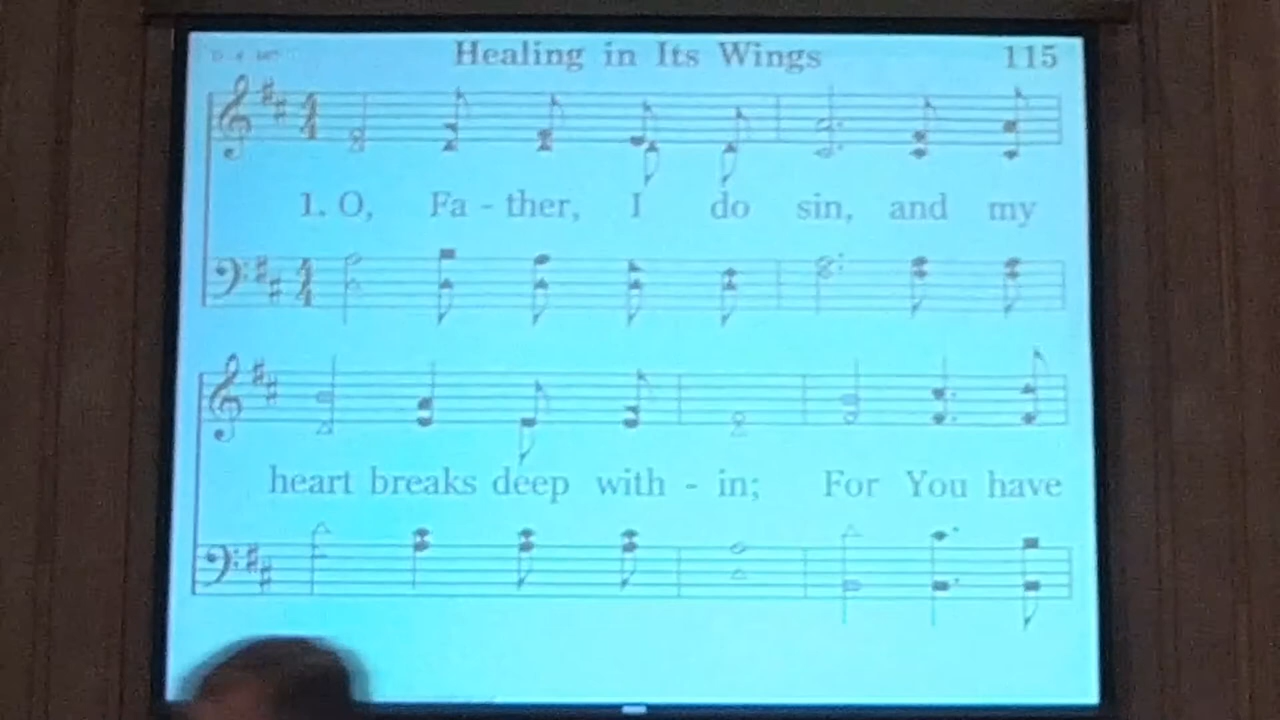 Healing in Its Wings 115
1. O, Fa - ther, I do sin, and my
heart breaks deep with - in; For You have